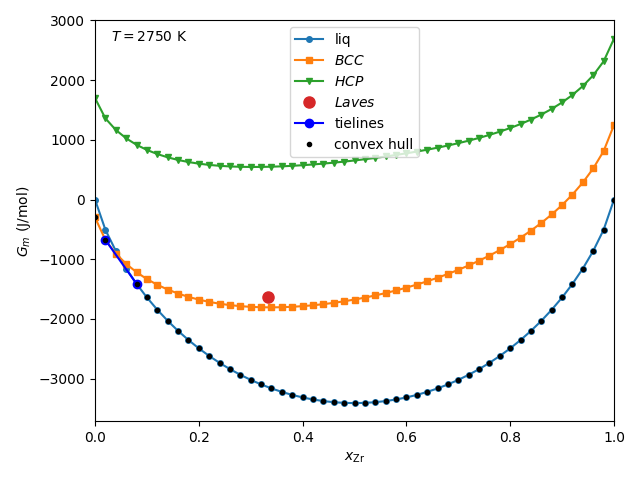 T = 2750 K
liq
BCC
HCP
Laves
tielines
convex hull
G_m (J/mol)
3000
2000
1000
0
−1000
−2000
−3000
0.0 0.2 0.4 0.6 0.8 1.0
x_Zr